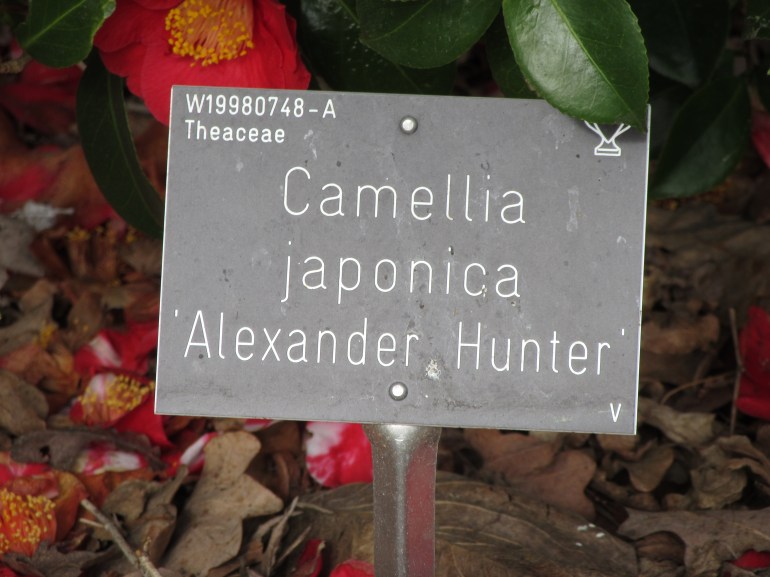 W19980748-A
Theaceae
Camellia
japonica
'Alexander Hunter'
V